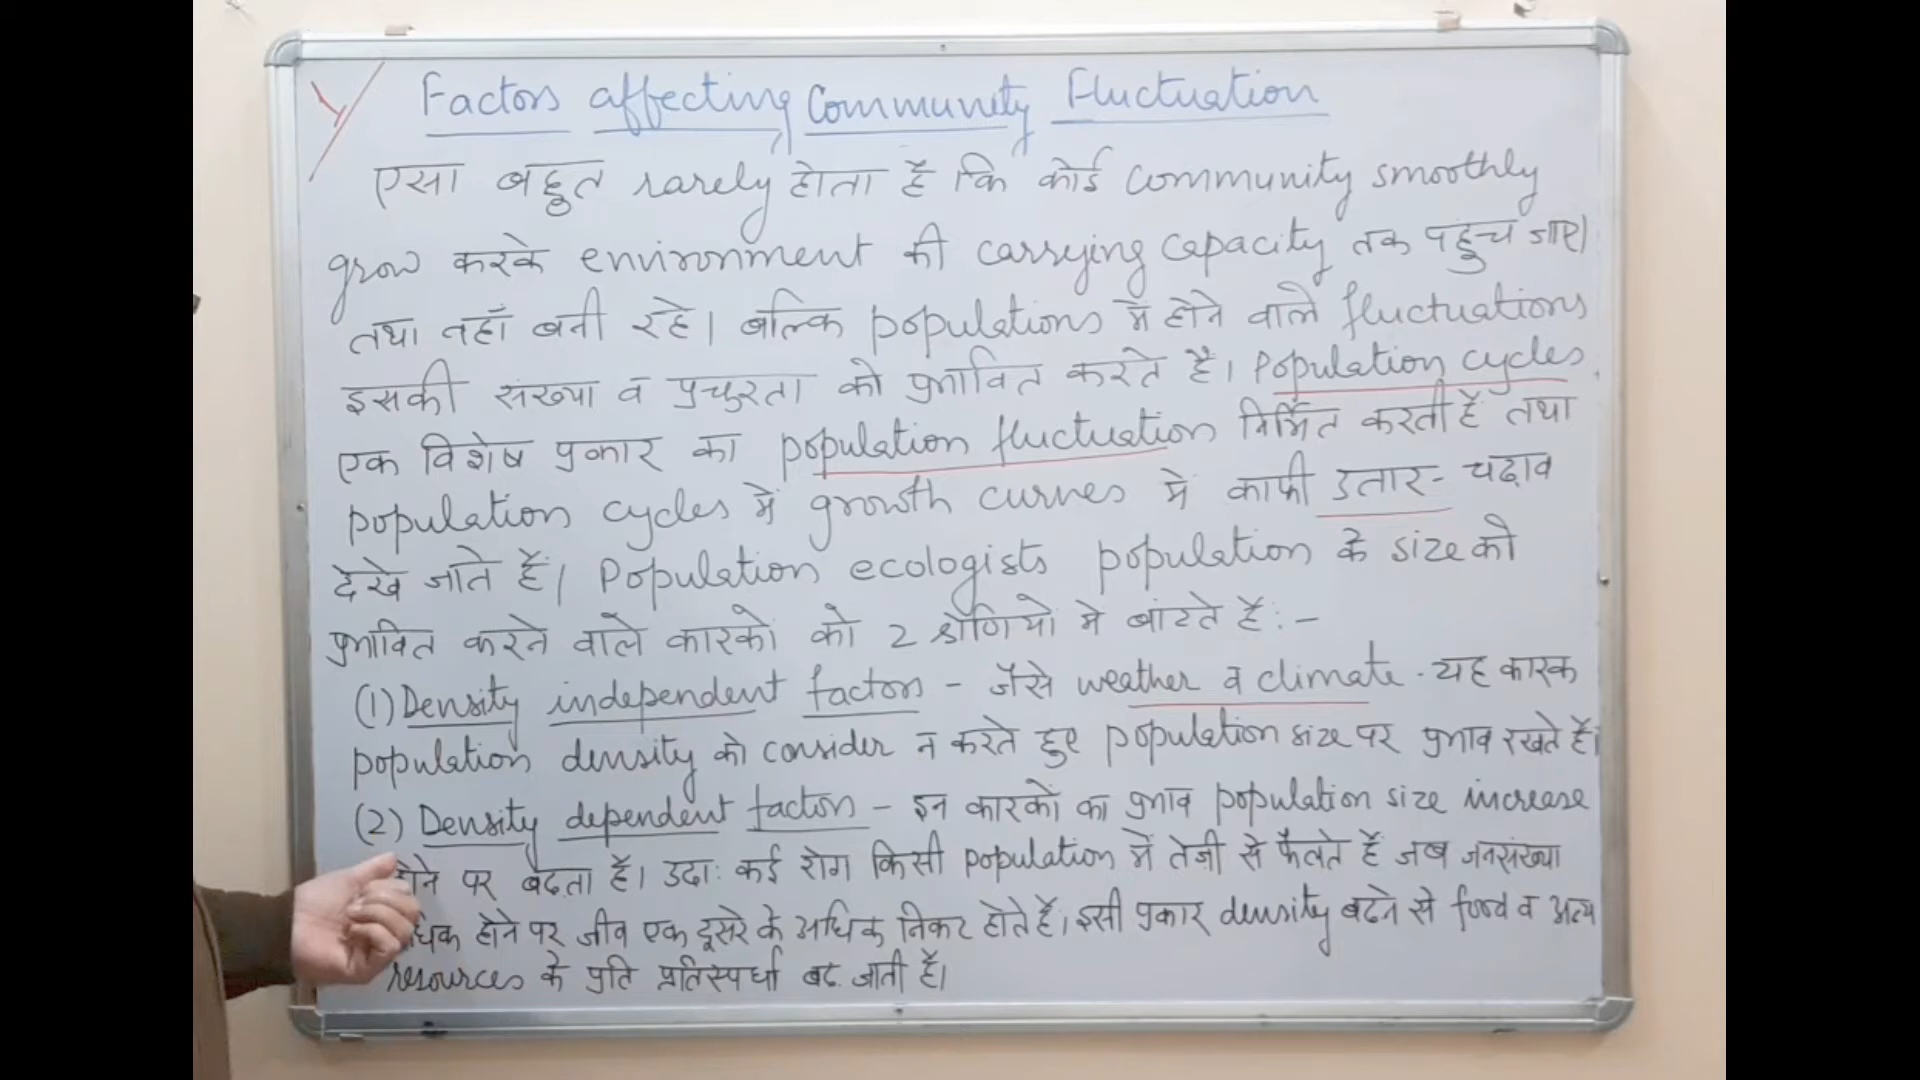 Factors affecting Community Fluctuation
एसा बहुत rarely होता है कि कोई community smoothly
grow करके environment की carrying capacity तक पहुच जाए।
तथा वहाँ बनी रहे। बल्कि populations में होने वाले fluctuations
इसकी संख्या व प्रचुरता को प्रभावित करते है। Population cycles
एक विशेष प्रकार का population fluctuation निर्मित करती है तथा
population cycles में growth curves में काफी उतार- चढ़ाव
देखे जाते हैं। Population ecologists population के size को
प्रभावित करने वाले कारको को 2 श्रेणियो मे बांटते है:-
(1) Density independent factors - जैसे weather व climate. यह कारक
population density को consider न करते हुए population size पर प्रभाव रखते हैं।
(2) Density dependent factors - इन कारकों का प्रभाव population size increase
होने पर बढ़ता है। उदा: कई रोग किसी population में तेज़ी से फैलते हैं जब जनसंख्या
होने पर जीव एक दूसरे के अधिक निकट होते हैं। इसी प्रकार density बढने से food व अन्य
resources के प्रति प्रतिस्पर्धा बढ जाती है।